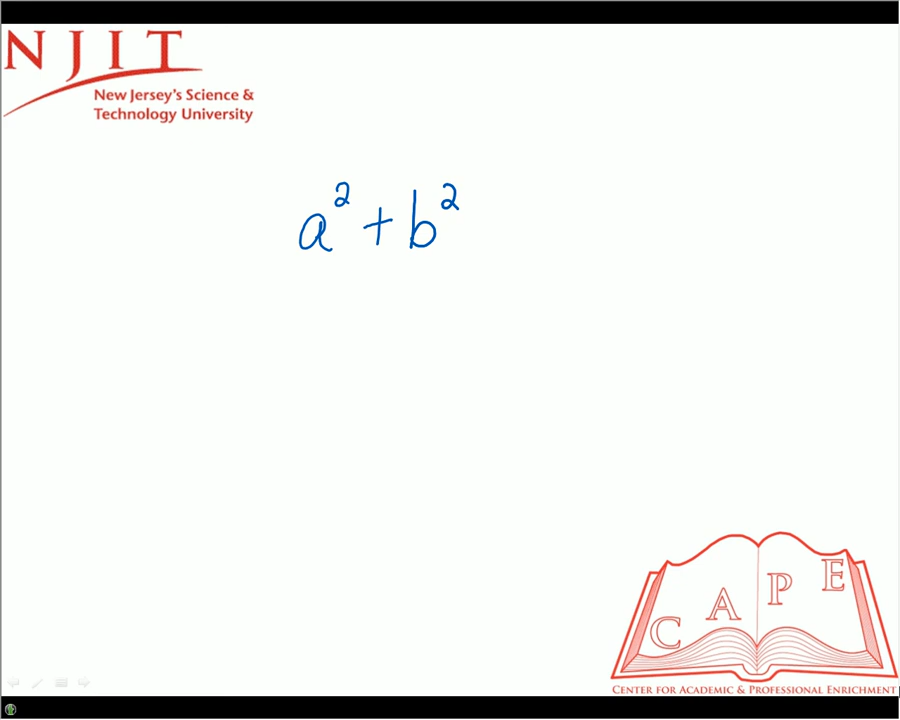 NJIT
New Jersey's Science &
Technology University
a² + b²
C A P E
CENTER FOR ACADEMIC & PROFESSIONAL ENRICHMENT